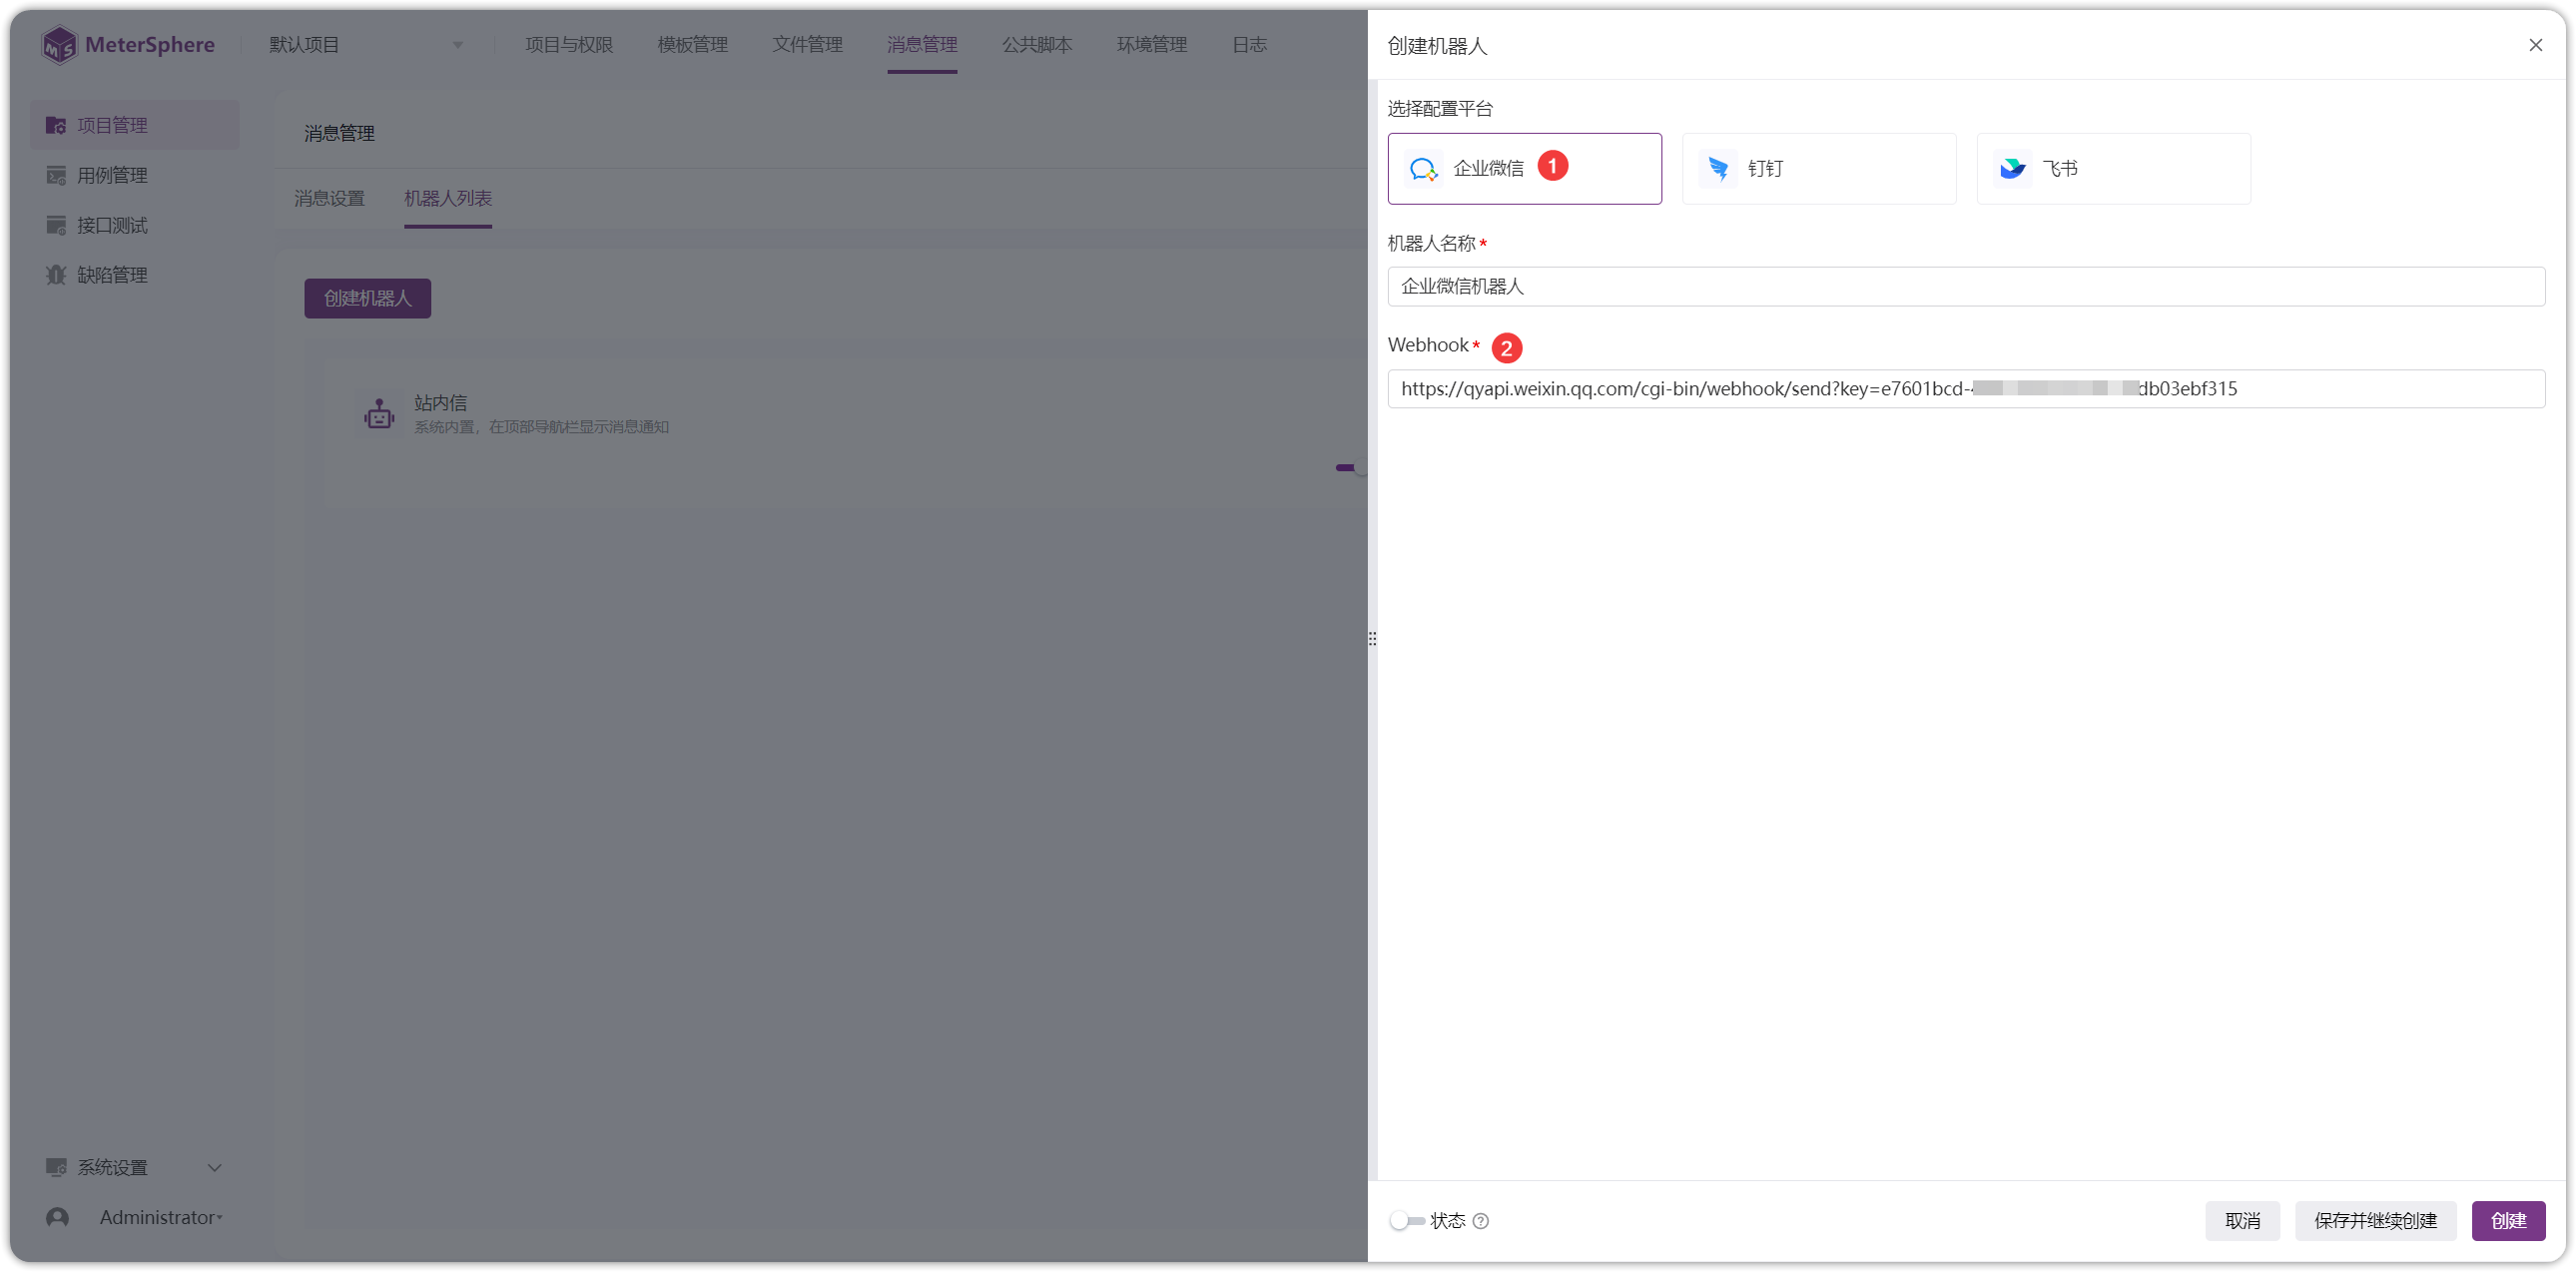 MeterSphere
默认项目
项目与权限
模板管理
文件管理
消息管理
公共脚本
环境管理
日志
项目管理
用例管理
接口测试
缺陷管理
消息管理
消息设置
机器人列表
创建机器人
站内信
系统内置，在顶部导航栏显示消息通知
系统设置
Administrator
创建机器人
选择配置平台
企业微信 1
钉钉
飞书
机器人名称*
企业微信机器人
Webhook* 2
https://qyapi.weixin.qq.com/cgi-bin/webhook/send?key=e7601bcd- db03ebf315
状态
取消
保存并继续创建
创建